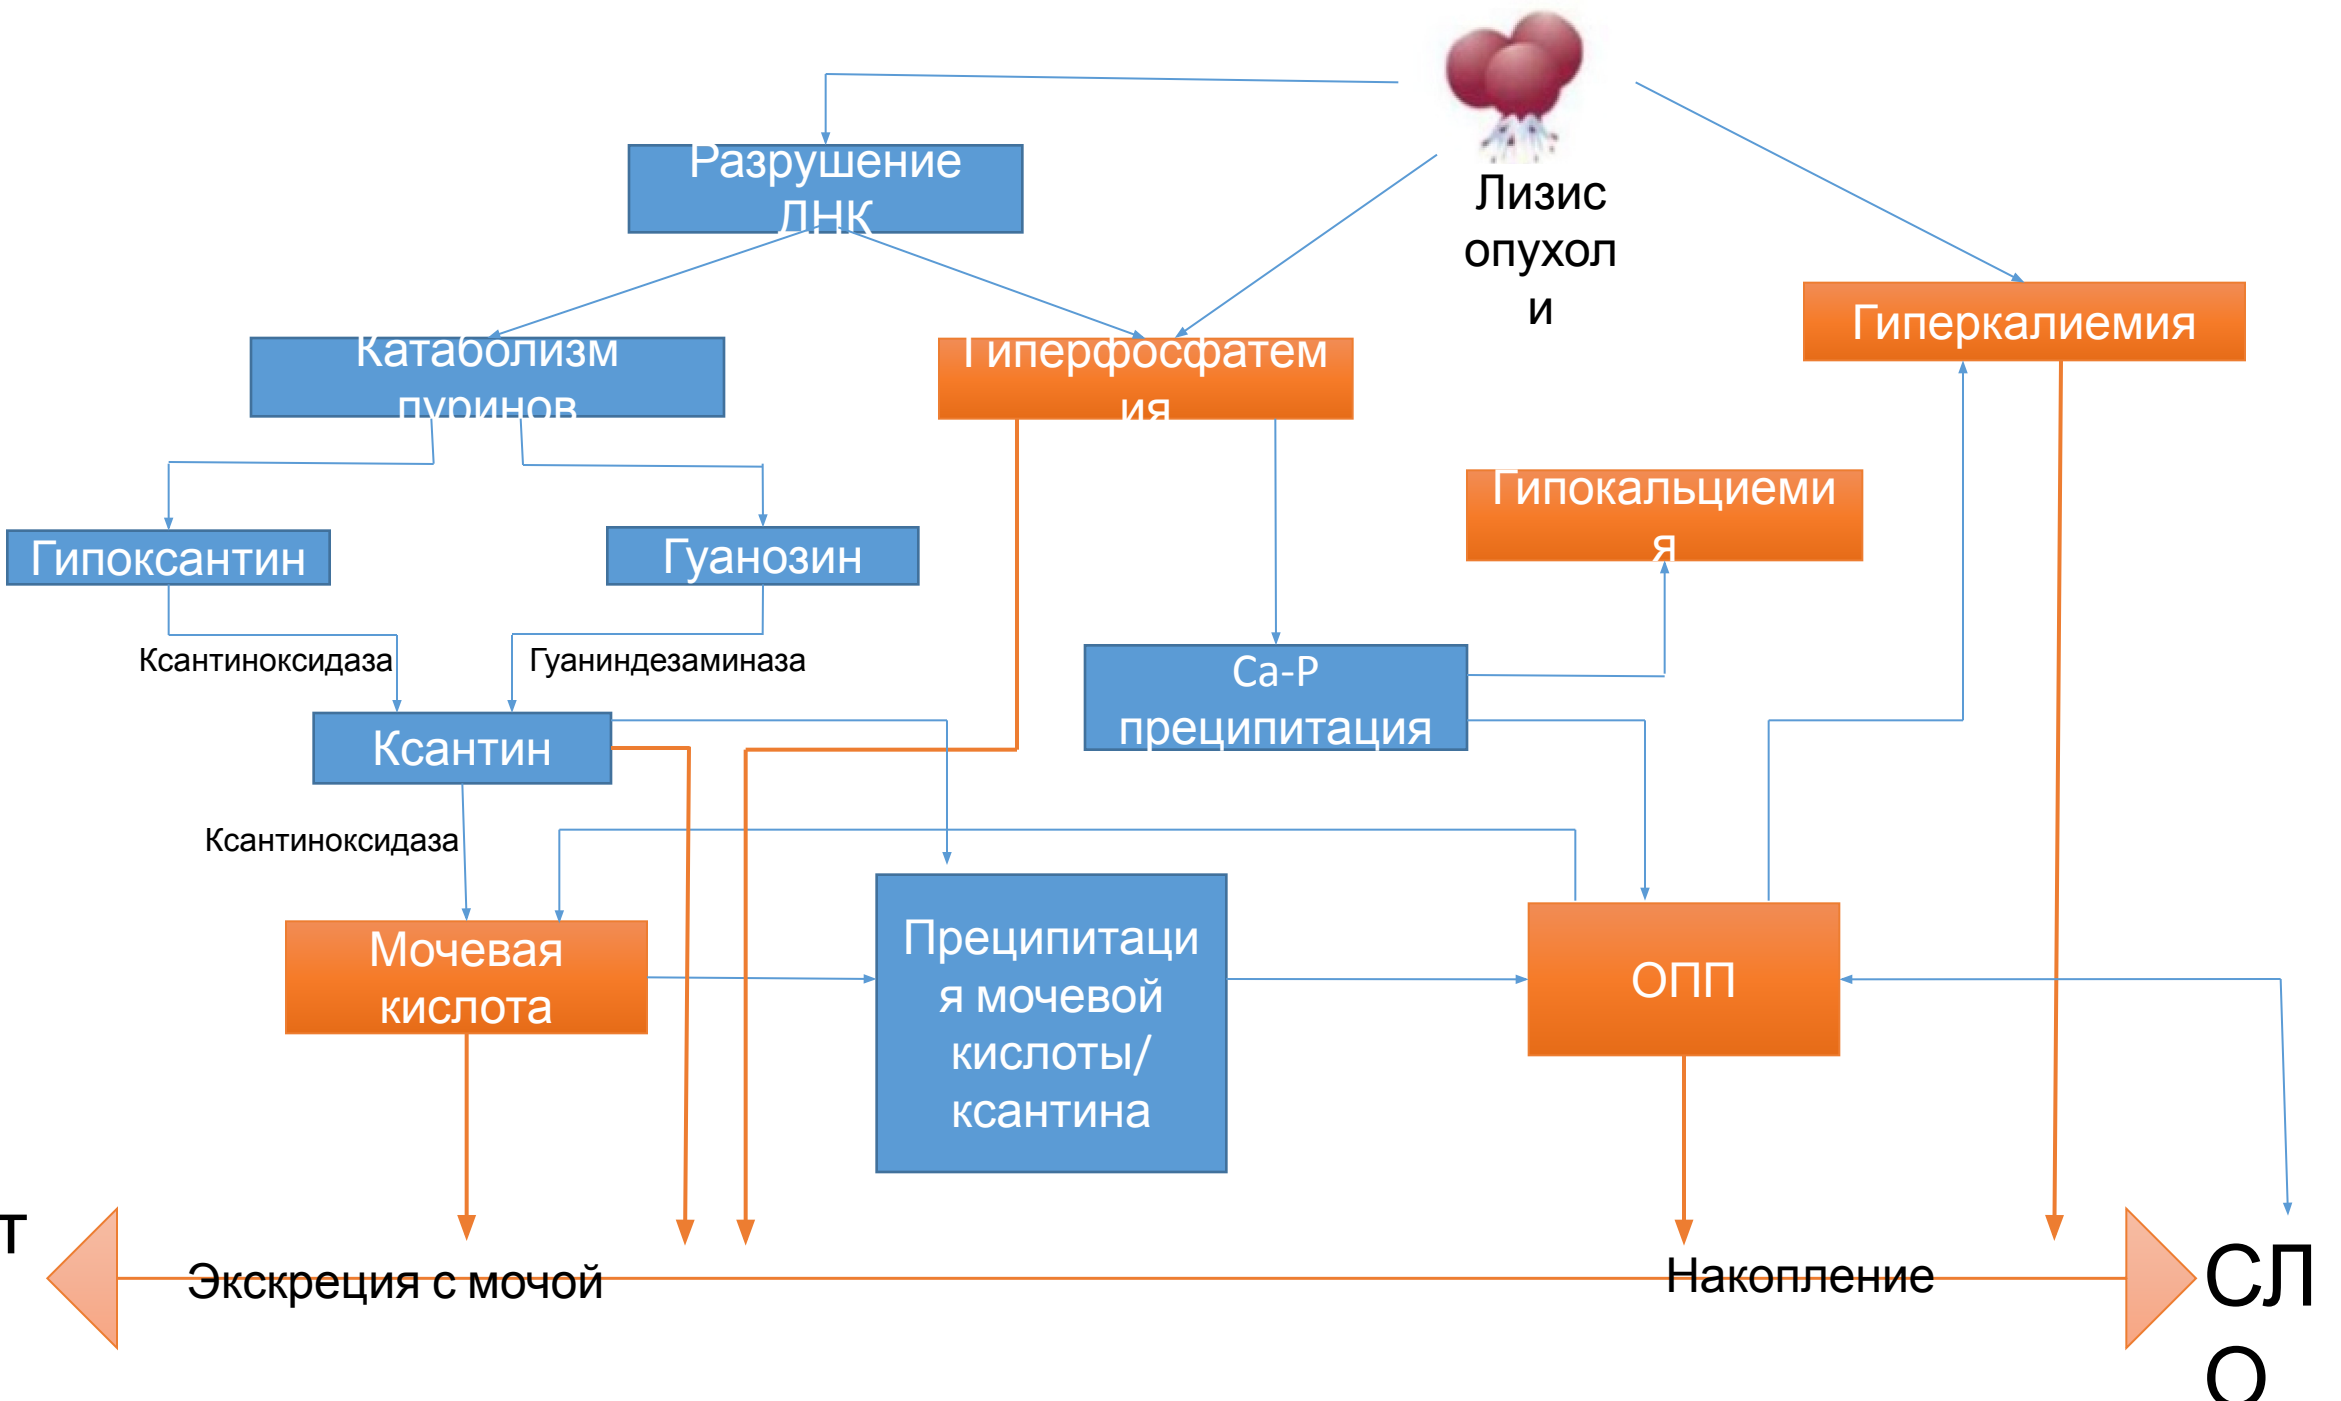 Разрушение
ДНК
Лизис
опухол
и
Гиперкалиемия
Катаболизм
пуринов
Гиперфосфатем
ия
Гипокальциеми
я
Гипоксантин
Гуанозин
Ксантиноксидаза
Гуаниндезаминаза
Ca-P
преципитация
Ксантин
Ксантиноксидаза
Мочевая
кислота
Преципитаци
я мочевой
кислоты/
ксантина
ОПП
т
Экскреция с мочой
Накопление
СЛ
О